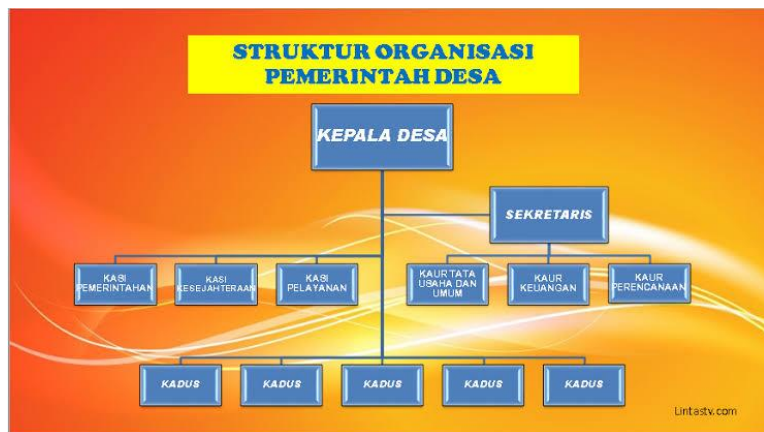 STRUKTUR ORGANISASI
PEMERINTAH DESA
KEPALA DESA
SEKRETARIS
KASI
PEMERINTAHAN
KASI
KESEJAHTERAAN
KASI
PELAYANAN
KAUR TATA
USAHA DAN
UMUM
KAUR
KEUANGAN
KAUR
PERENCANAAN
KADUS
KADUS
KADUS
KADUS
KADUS
Lintastv.com